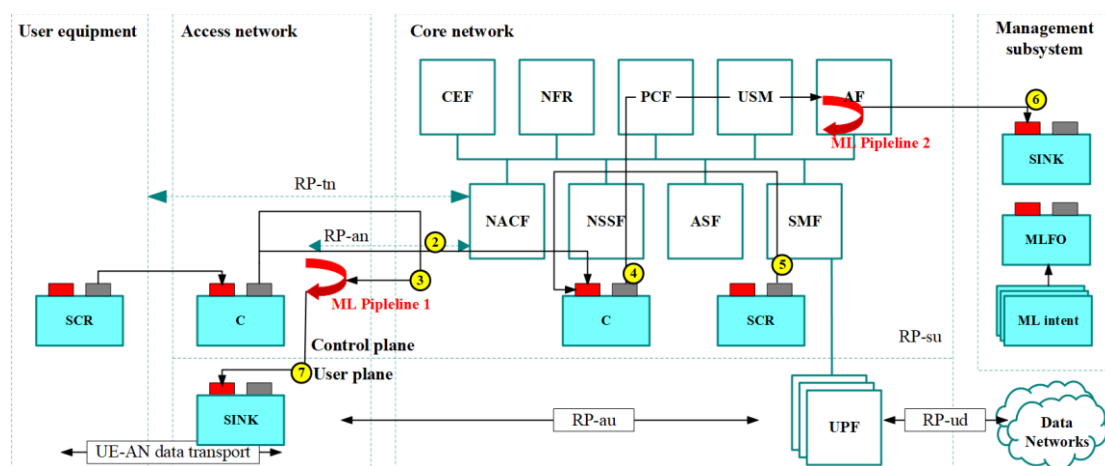 User equipment
Access network
Core network
Management
subsystem
CEF
NFR
PCF
USM
AF
6
ML Pipleline 2
SINK
RP-tn
NACF
NSSF
ASF
SMF
MLFO
RP-an
2
3
4
5
ML Pipleline 1
SCR
C
C
SCR
ML intent
Control plane
RP-su
7
User plane
SINK
RP-au
UPF
RP-ud
Data
Networks
UE-AN data transport